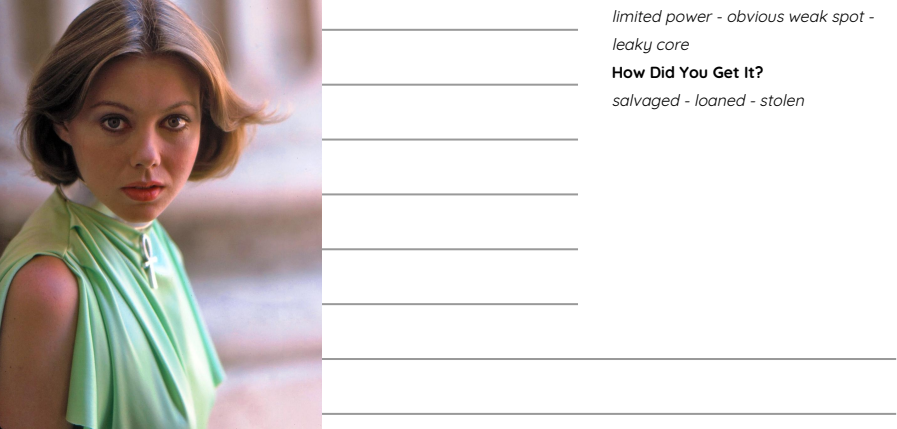 limited power - obvious weak spot -
leaky core
How Did You Get It?
salvaged - loaned - stolen